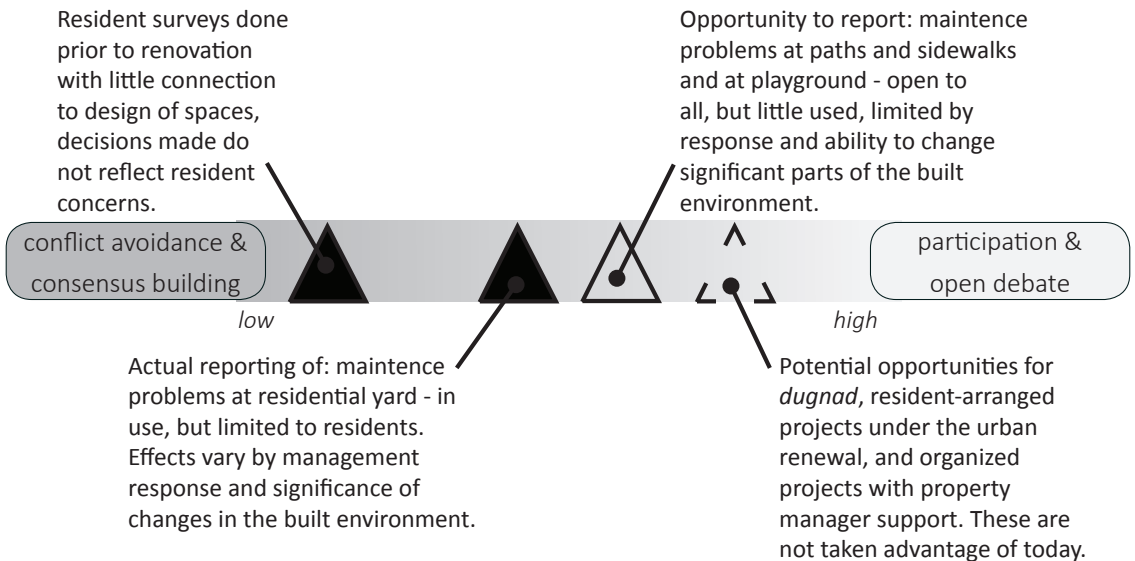 Resident surveys done
prior to renovation
with little connection
to design of spaces,
decisions made do
not reflect resident
concerns.
Opportunity to report: maintence
problems at paths and sidewalks
and at playground - open to
all, but little used, limited by
response and ability to change
significant parts of the built
environment.
conflict avoidance &
consensus building
participation &
open debate
low
high
Actual reporting of: maintence
problems at residential yard - in
use, but limited to residents.
Effects vary by management
response and significance of
changes in the built environment.
Potential opportunities for
dugnad, resident-arranged
projects under the urban
renewal, and organized
projects with property
manager support. These are
not taken advantage of today.